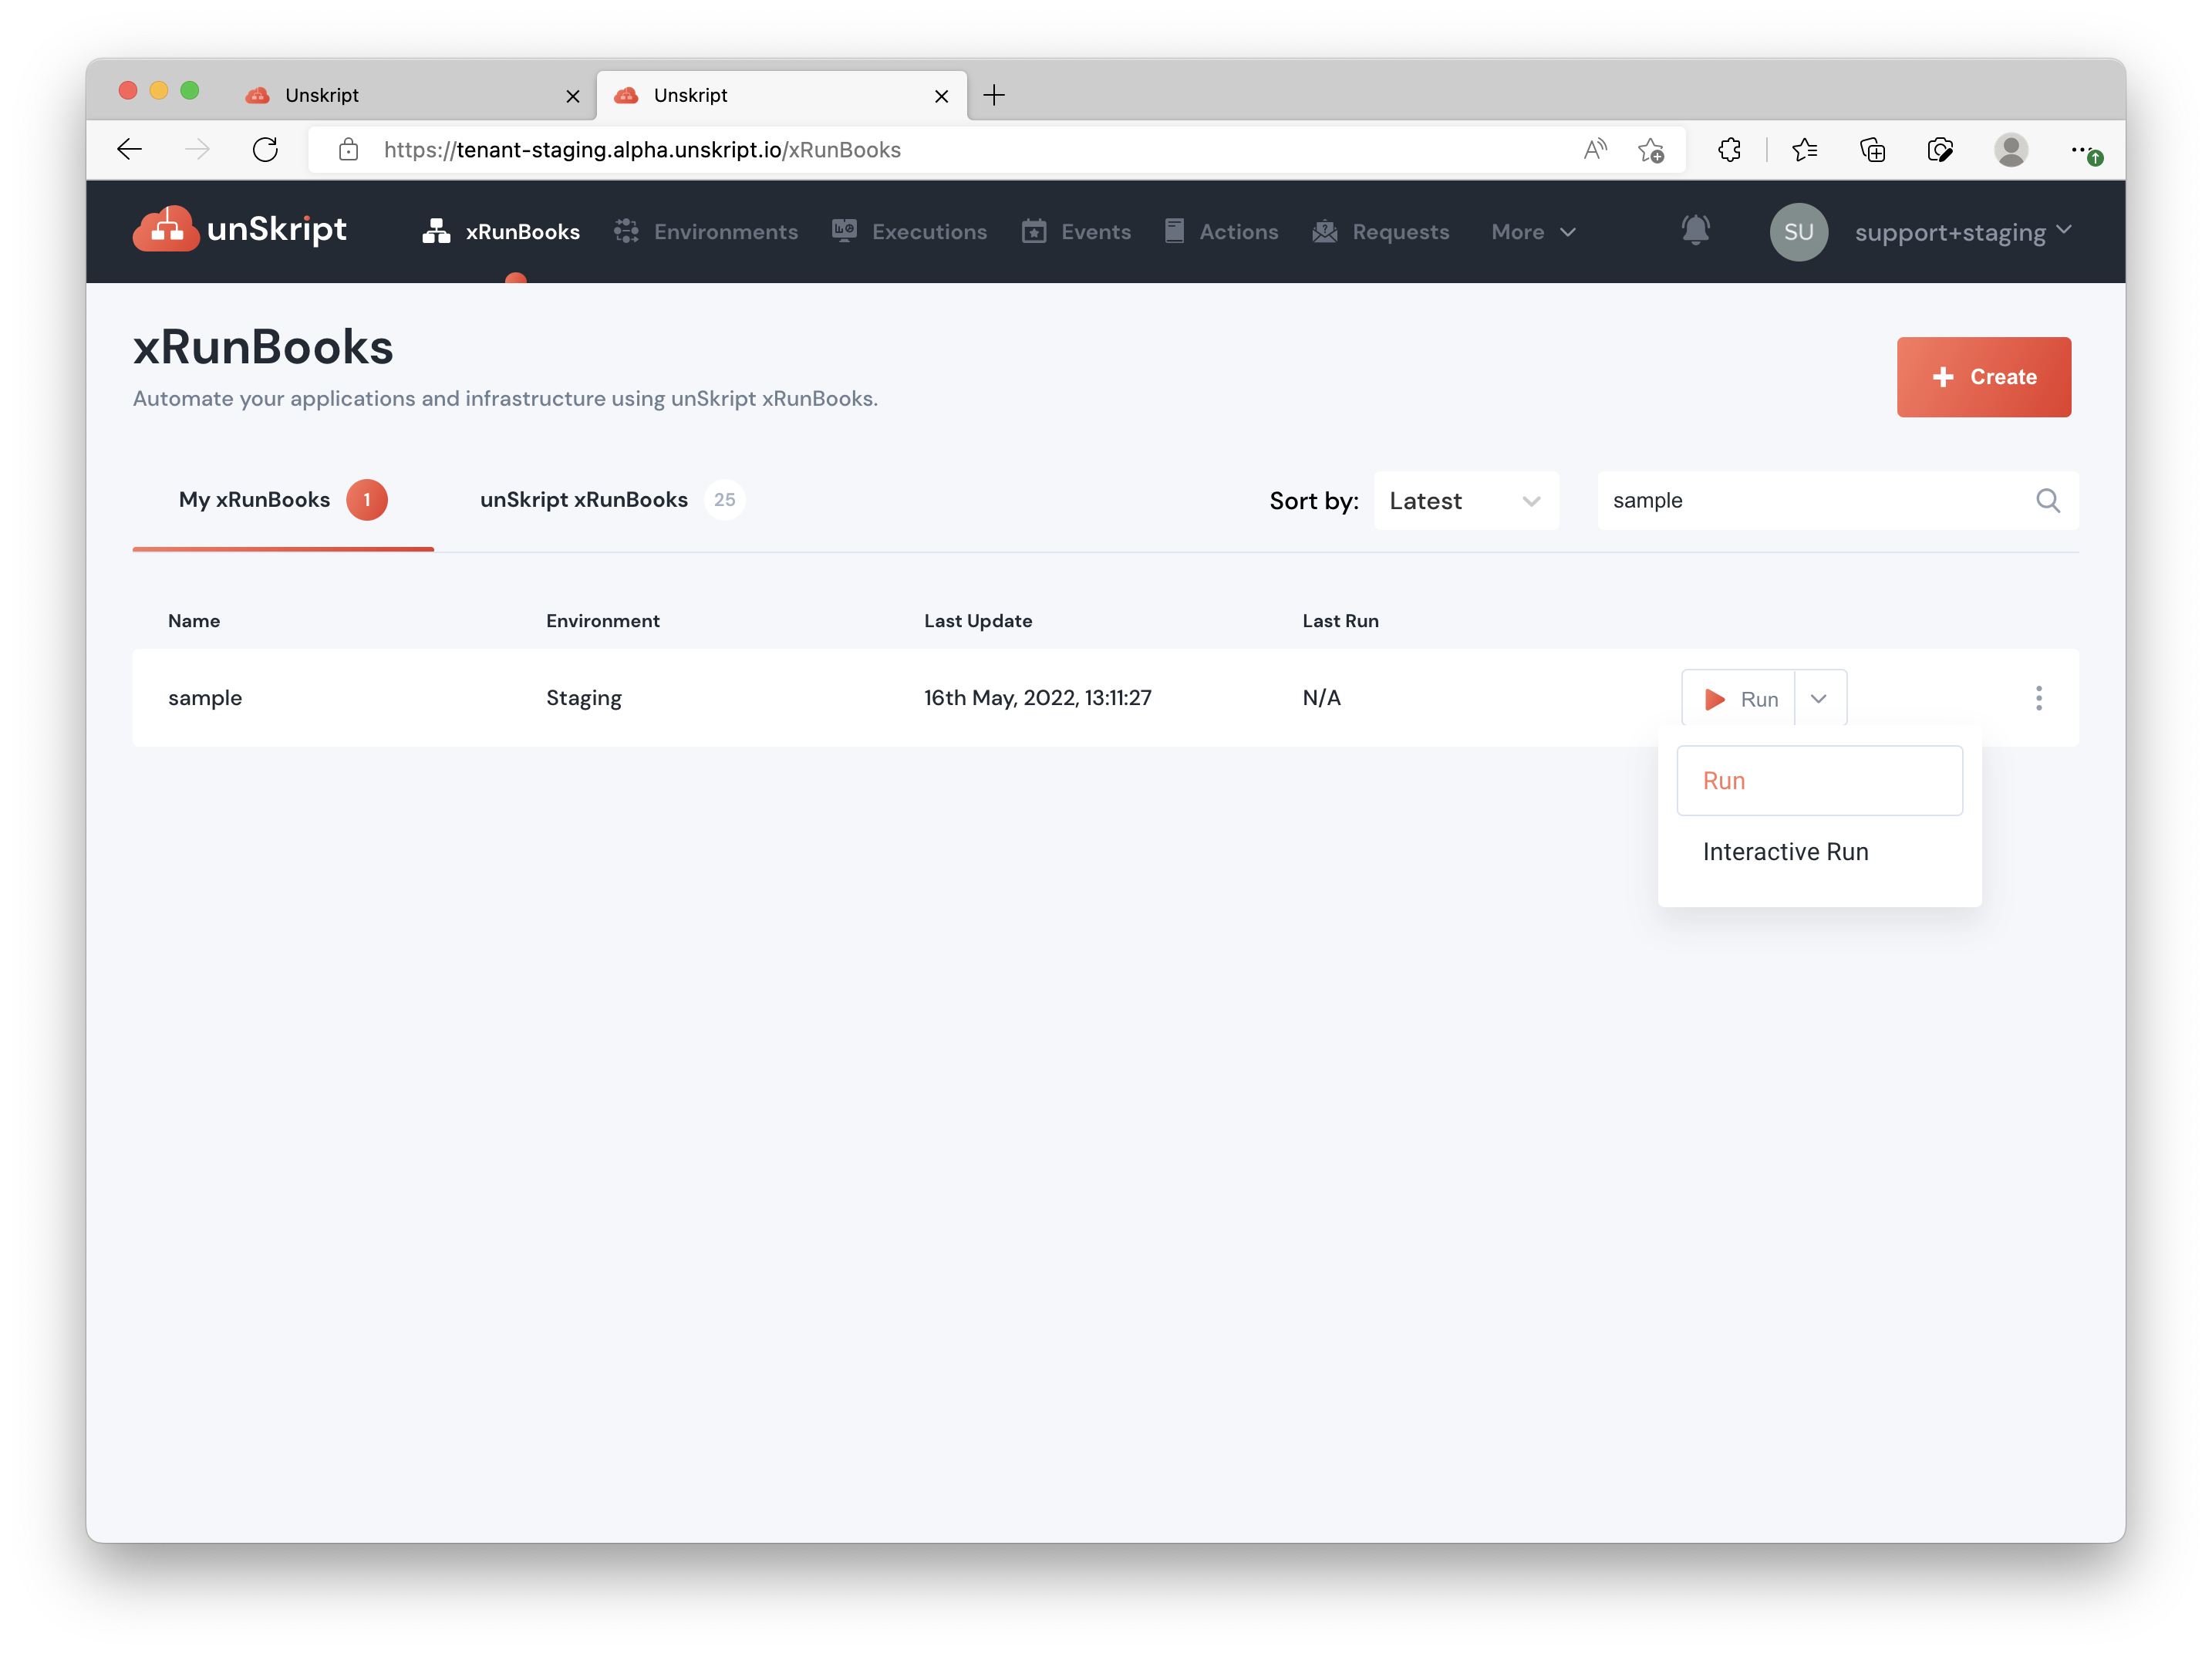 Unskript
Unskript
https://tenant-staging.alpha.unskript.io/xRunBooks
unSkript
xRunBooks
Environments
Executions
Events
Actions
Requests
More
SU
support+staging
xRunBooks
Automate your applications and infrastructure using unSkript xRunBooks.
Create
My xRunBooks 1
unSkript xRunBooks 25
Sort by: Latest
sample
Name Environment Last Update Last Run
sample Staging 16th May, 2022, 13:11:27 N/A Run
Run
Interactive Run